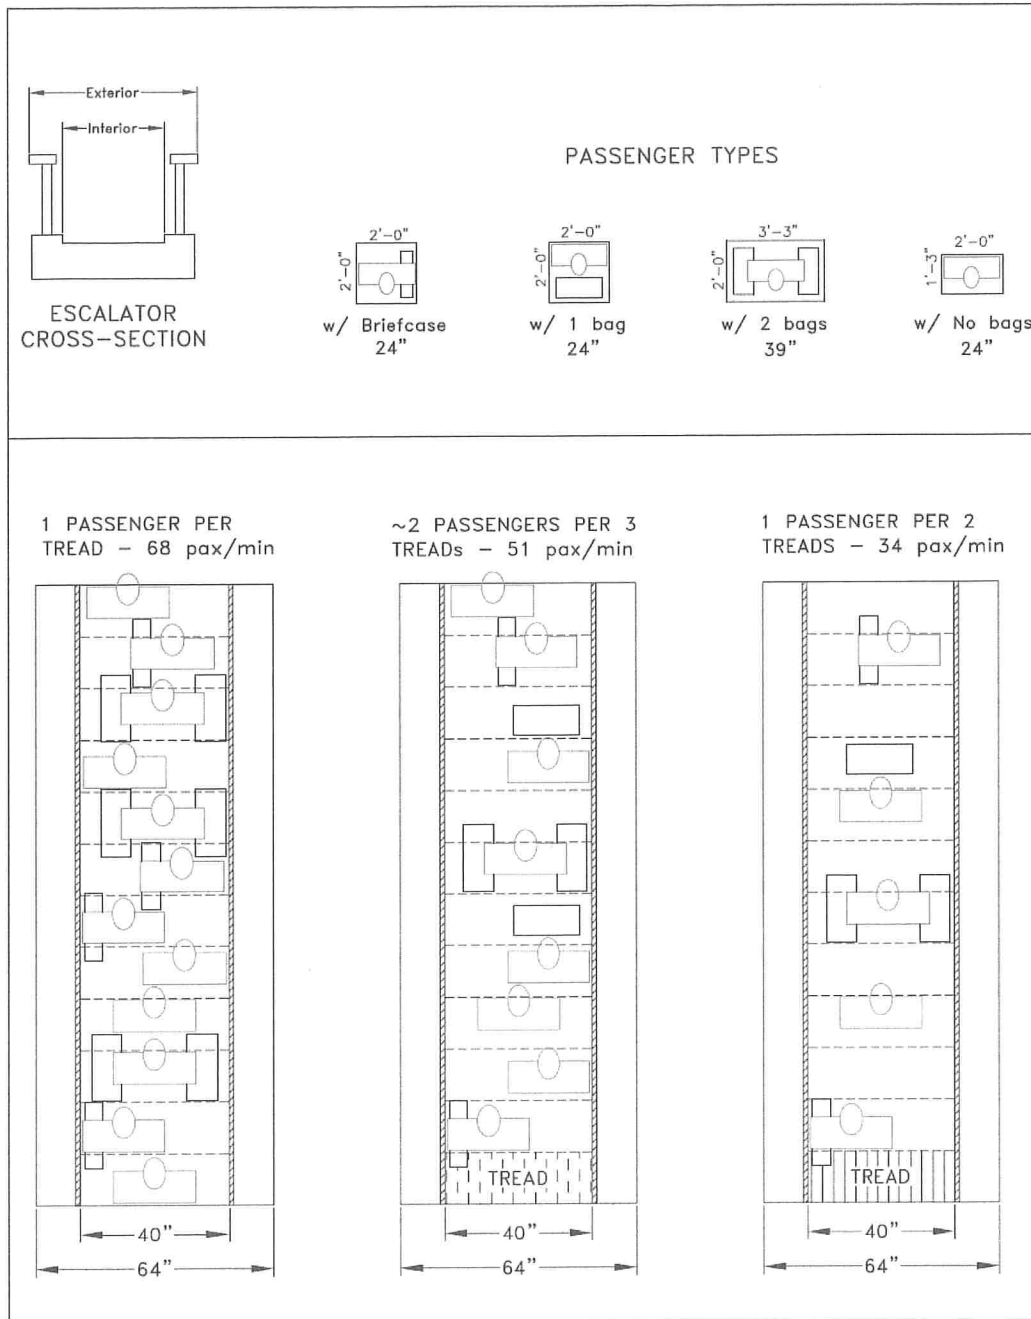 Exterior
Interior
ESCALATOR
CROSS-SECTION
PASSENGER TYPES
2'-0"
2'-0"
w/ Briefcase
24"
2'-0"
2'-0"
w/ 1 bag
24"
3'-3"
2'-0"
w/ 2 bags
39"
2'-0"
1'-3"
w/ No bags
24"
1 PASSENGER PER
TREAD - 68 pax/min
~2 PASSENGERS PER 3
TREADs - 51 pax/min
1 PASSENGER PER 2
TREADS - 34 pax/min
TREAD
TREAD
40"
64"
40"
64"
40"
64"